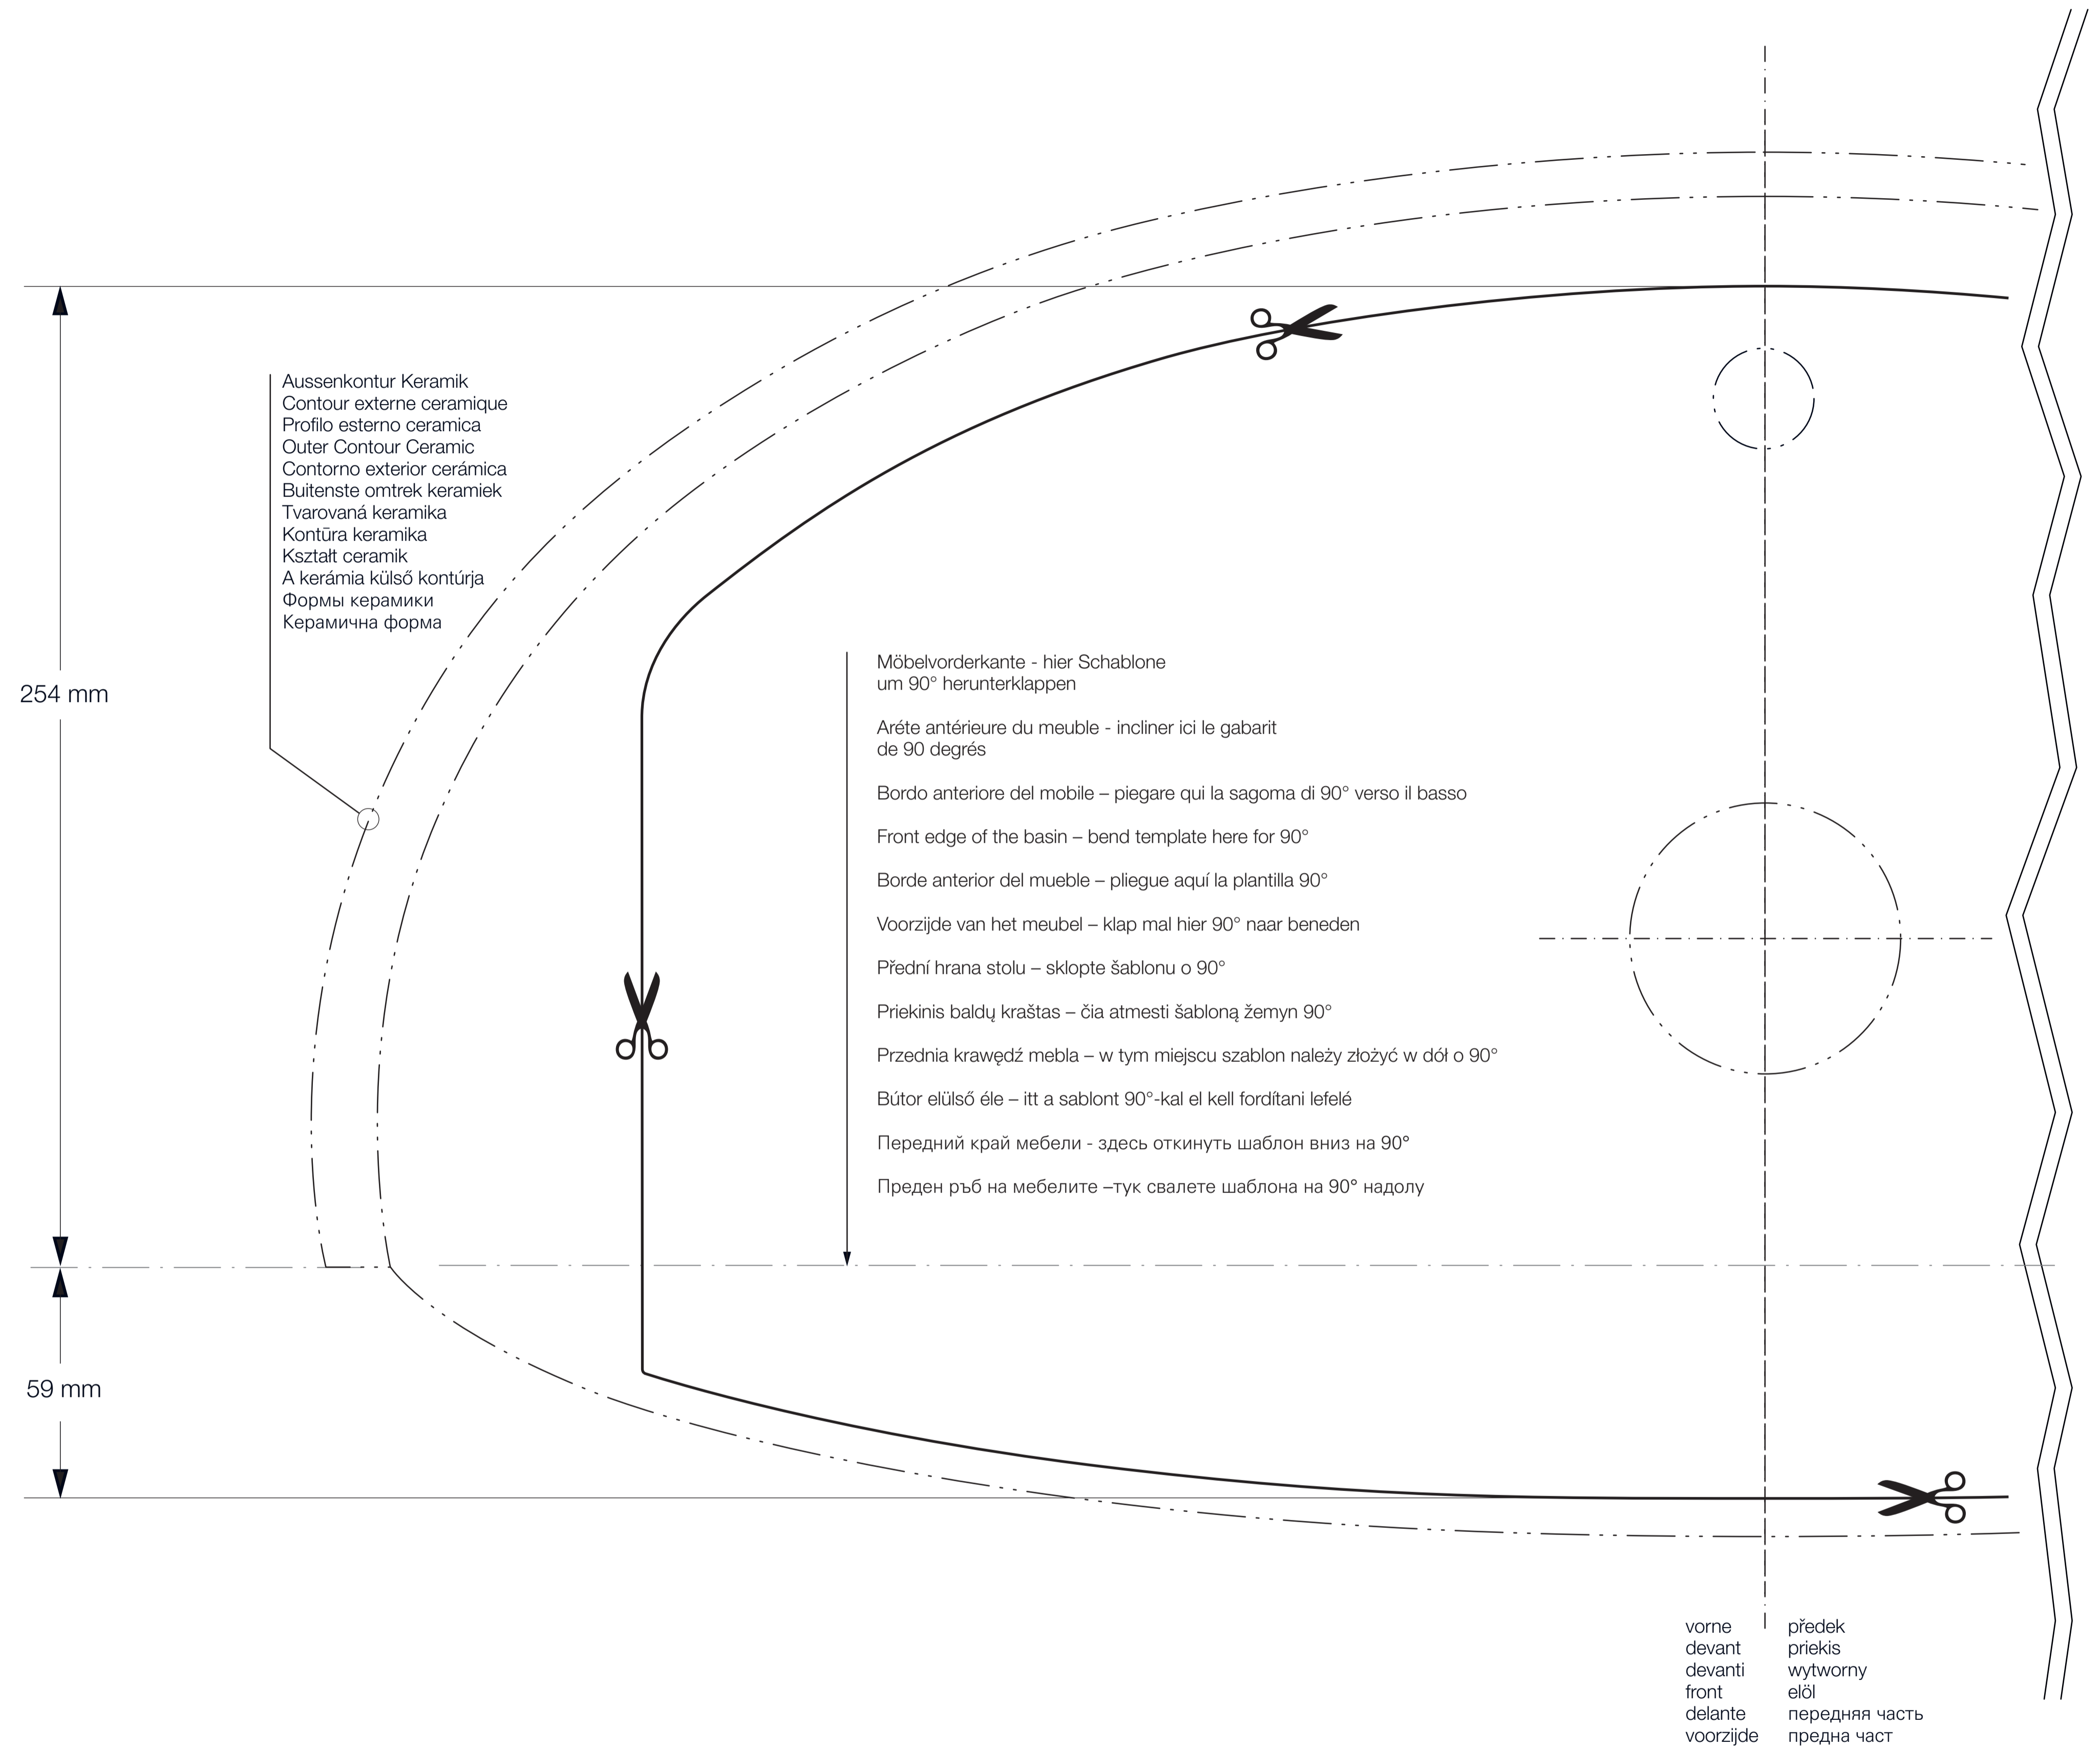 Aussenkontur Keramik
Contour externe ceramique
Profilo esterno ceramica
Outer Contour Ceramic
Contorno exterior cerámica
Buitenste omtrek keramiek
Tvarovaná keramika
Kontūra keramika
Kształt ceramik
A kerámia külső kontúrja
Формы керамики
Керамична форма
254 mm
Möbelvorderkante - hier Schablone
um 90° herunterklappen
Aréte antérieure du meuble - incliner ici le gabarit
de 90 degrés
Bordo anteriore del mobile – piegare qui la sagoma di 90° verso il basso
Front edge of the basin – bend template here for 90°
Borde anterior del mueble – pliegue aquí la plantilla 90°
Voorzijde van het meubel – klap mal hier 90° naar beneden
Přední hrana stolu – sklopte šablonu o 90°
Priekinis baldų kraštas – čia atmesti šabloną žemyn 90°
Przednia krawędź mebla – w tym miejscu szablon należy złożyć w dół o 90°
Bútor elülső éle – itt a sablont 90°-kal el kell fordítani lefelé
Передний край мебели - здесь откинуть шаблон вниз на 90°
Преден ръб на мебелите –тук свалете шаблона на 90° надолу
59 mm
vorne
devant
devanti
front
delante
voorzijde
předek
priekis
wytworny
elöl
передняя часть
предна част